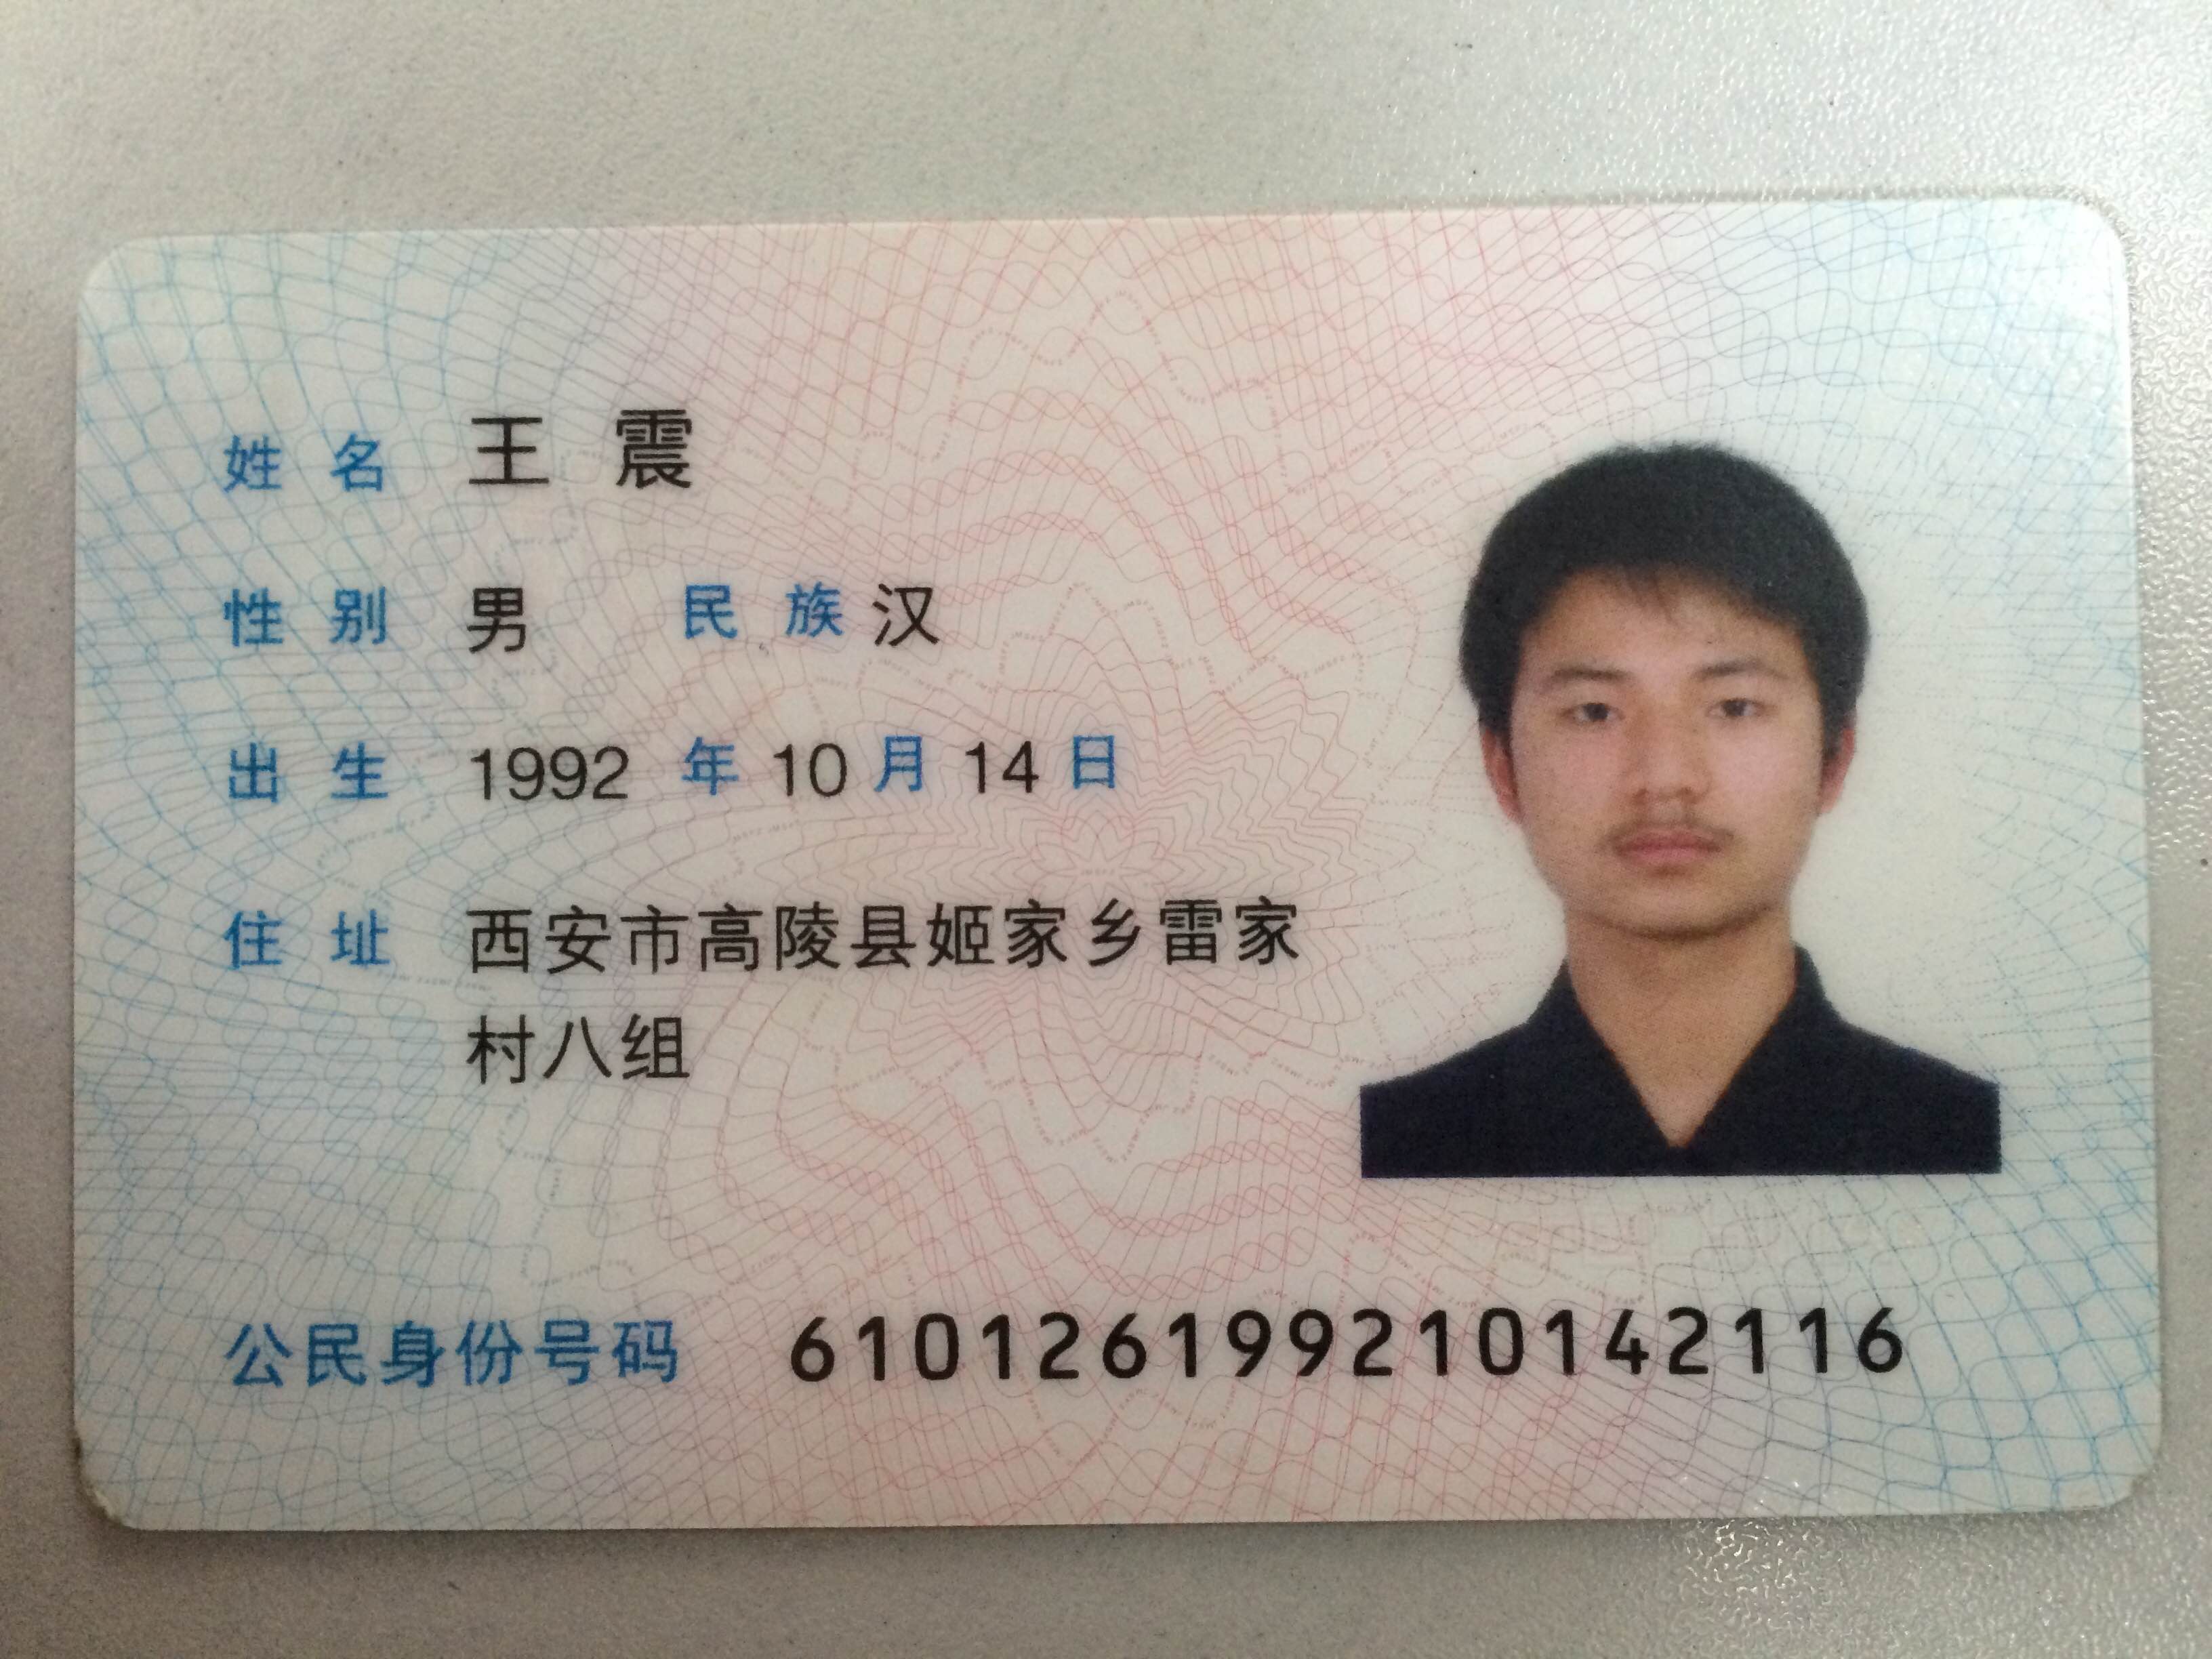 姓名 王震
性别 男 民族 汉
出生 1992 年 10 月 14 日
住址 西安市高陵县姬家乡雷家
村八组
公民身份号码 610126199210142116